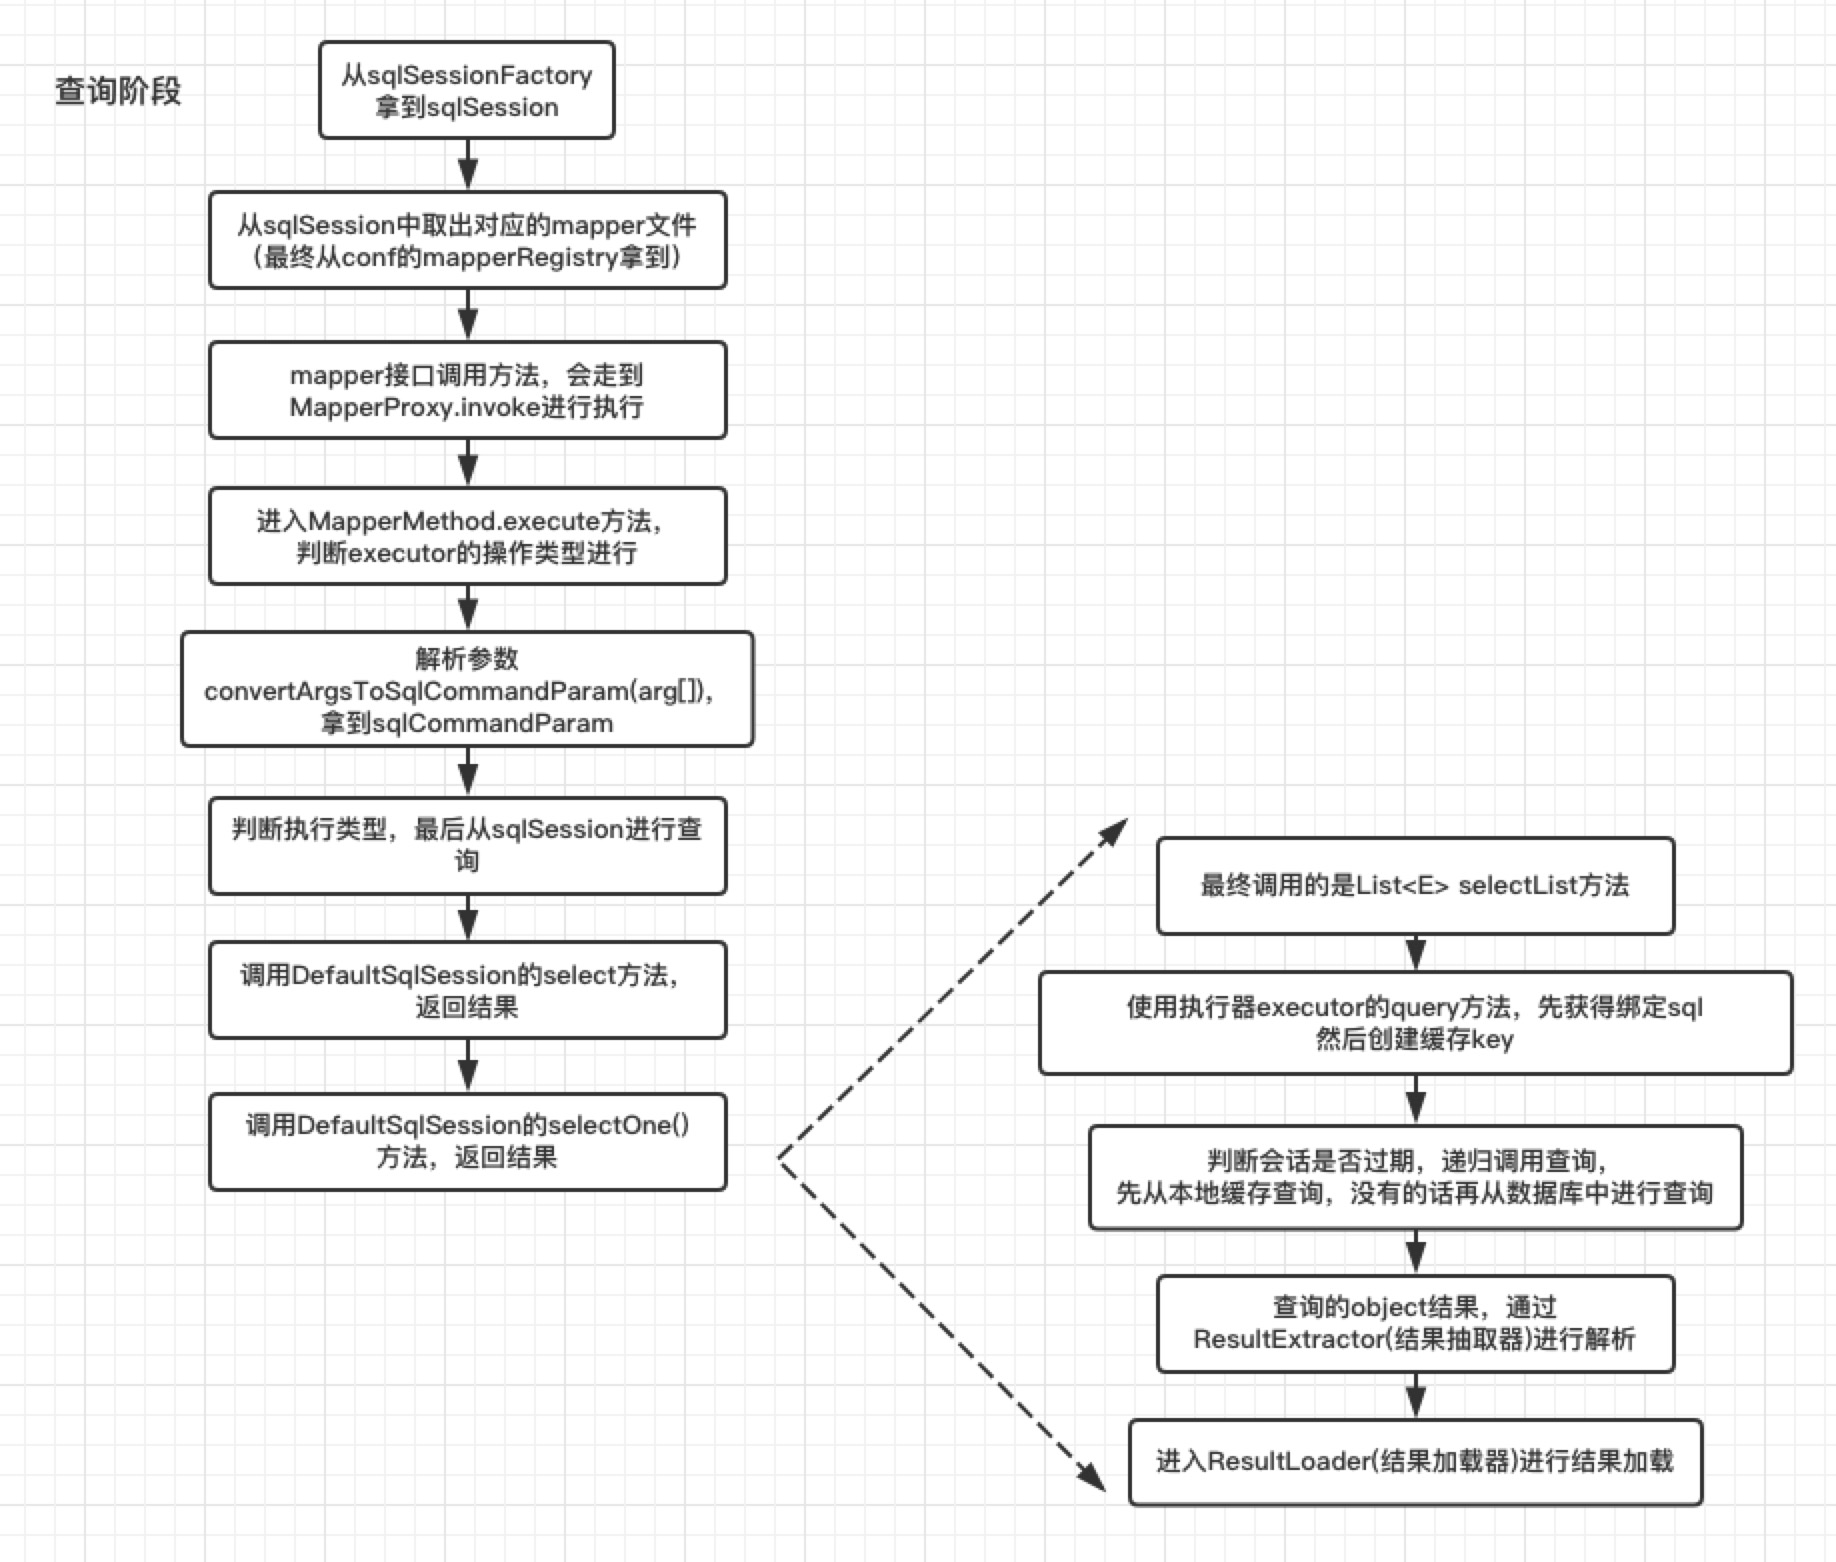 查询阶段
从sqlSessionFactory
拿到sqlSession
从sqlSession中取出对应的mapper文件
（最终从conf的mapperRegistry拿到）
mapper接口调用方法，会走到
MapperProxy.invoke进行执行
进入MapperMethod.execute方法，
判断executor的操作类型进行
解析参数
convertArgsToSqlCommandParam(arg[])，
拿到sqlCommandParam
判断执行类型，最后从sqlSession进行查
询
调用DefaultSqlSession的select方法，
返回结果
调用DefaultSqlSession的selectOne()
方法，返回结果
最终调用的是List<E> selectList方法
使用执行器executor的query方法，先获得绑定sql
然后创建缓存key
判断会话是否过期，递归调用查询，
先从本地缓存查询，没有的话再从数据库中进行查询
查询的object结果，通过
ResultExtractor(结果抽取器)进行解析
进入ResultLoader(结果加载器)进行结果加载